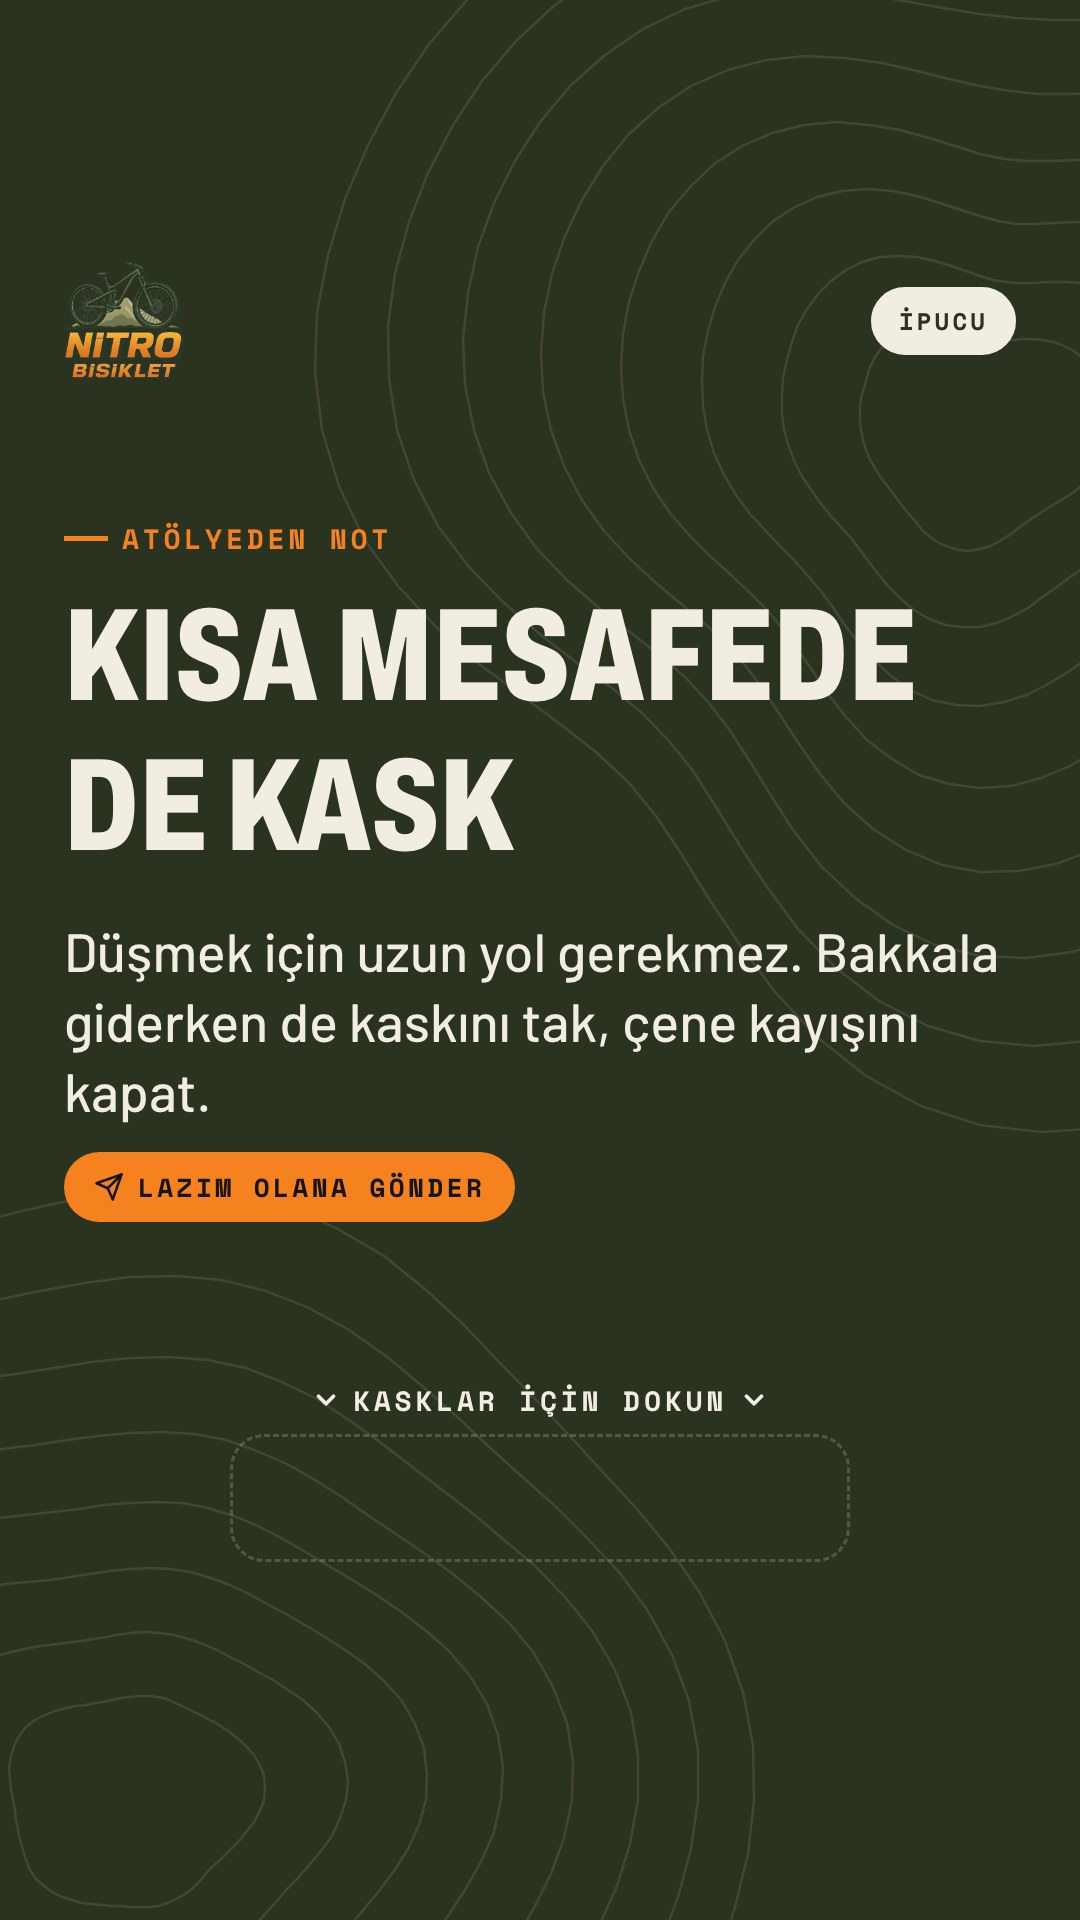 NiTRO
BiSiKLET
İPUCU
ATÖLYEDEN NOT
KISA MESAFEDE
DE KASK
Düşmek için uzun yol gerekmez. Bakkala
giderken de kaskını tak, çene kayışını
kapat.
LAZIM OLANA GÖNDER
KASKLAR İÇİN DOKUN